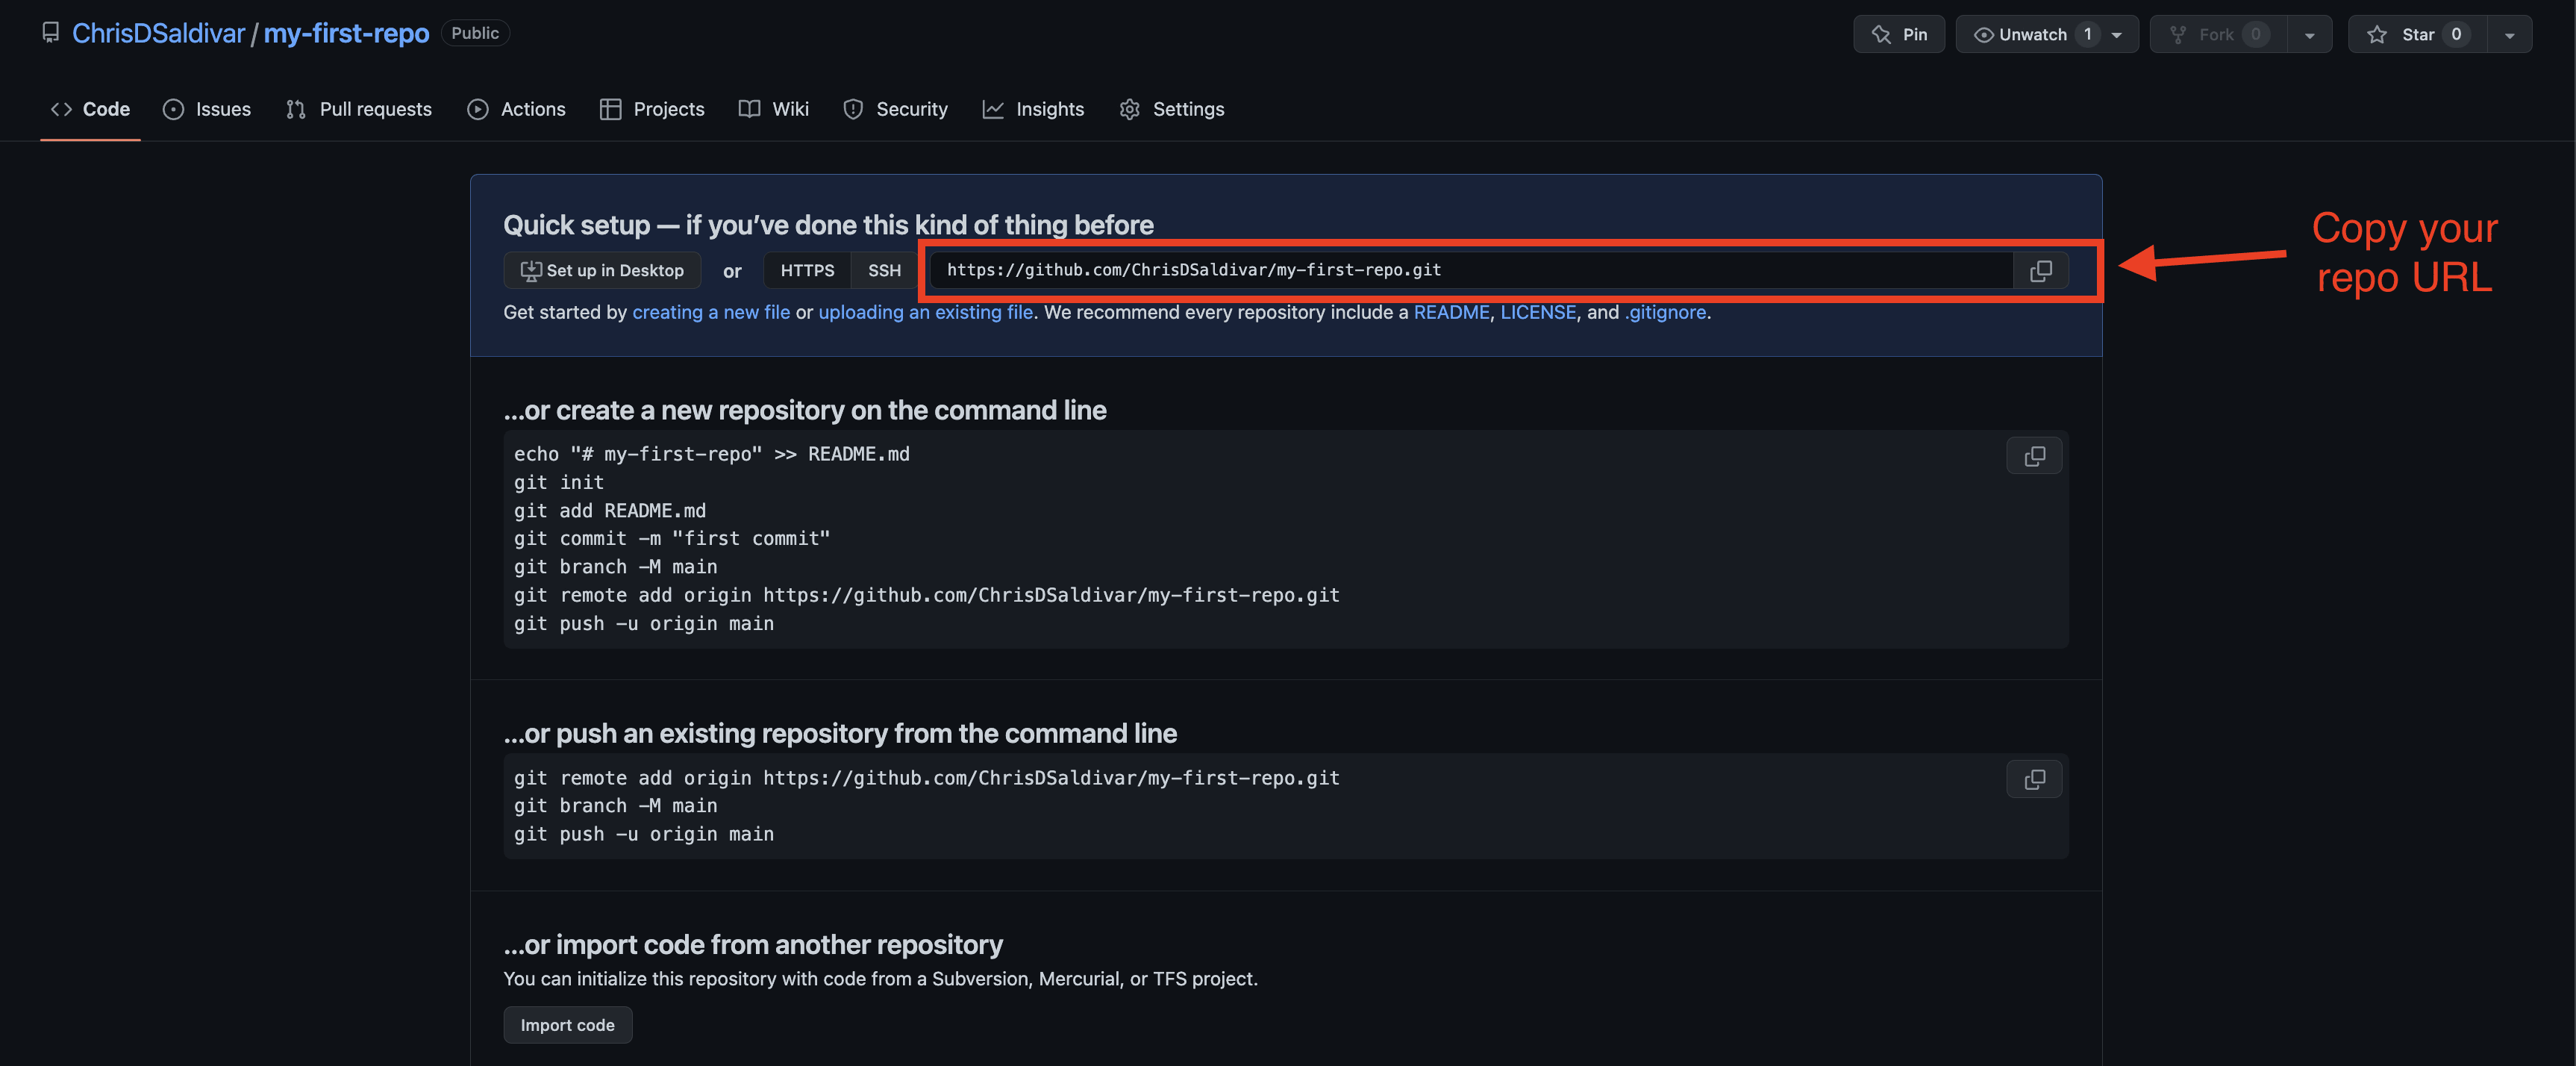 ChrisDSaldivar / my-first-repo Public
Pin
Unwatch 1
Fork 0
Star 0
Code
Issues
Pull requests
Actions
Projects
Wiki
Security
Insights
Settings
Quick setup — if you’ve done this kind of thing before
Set up in Desktop or HTTPS SSH https://github.com/ChrisDSaldivar/my-first-repo.git
Get started by creating a new file or uploading an existing file. We recommend every repository include a README, LICENSE, and .gitignore.
Copy your
repo URL
...or create a new repository on the command line
echo "# my-first-repo" >> README.md
git init
git add README.md
git commit -m "first commit"
git branch -M main
git remote add origin https://github.com/ChrisDSaldivar/my-first-repo.git
git push -u origin main
...or push an existing repository from the command line
git remote add origin https://github.com/ChrisDSaldivar/my-first-repo.git
git branch -M main
git push -u origin main
...or import code from another repository
You can initialize this repository with code from a Subversion, Mercurial, or TFS project.
Import code